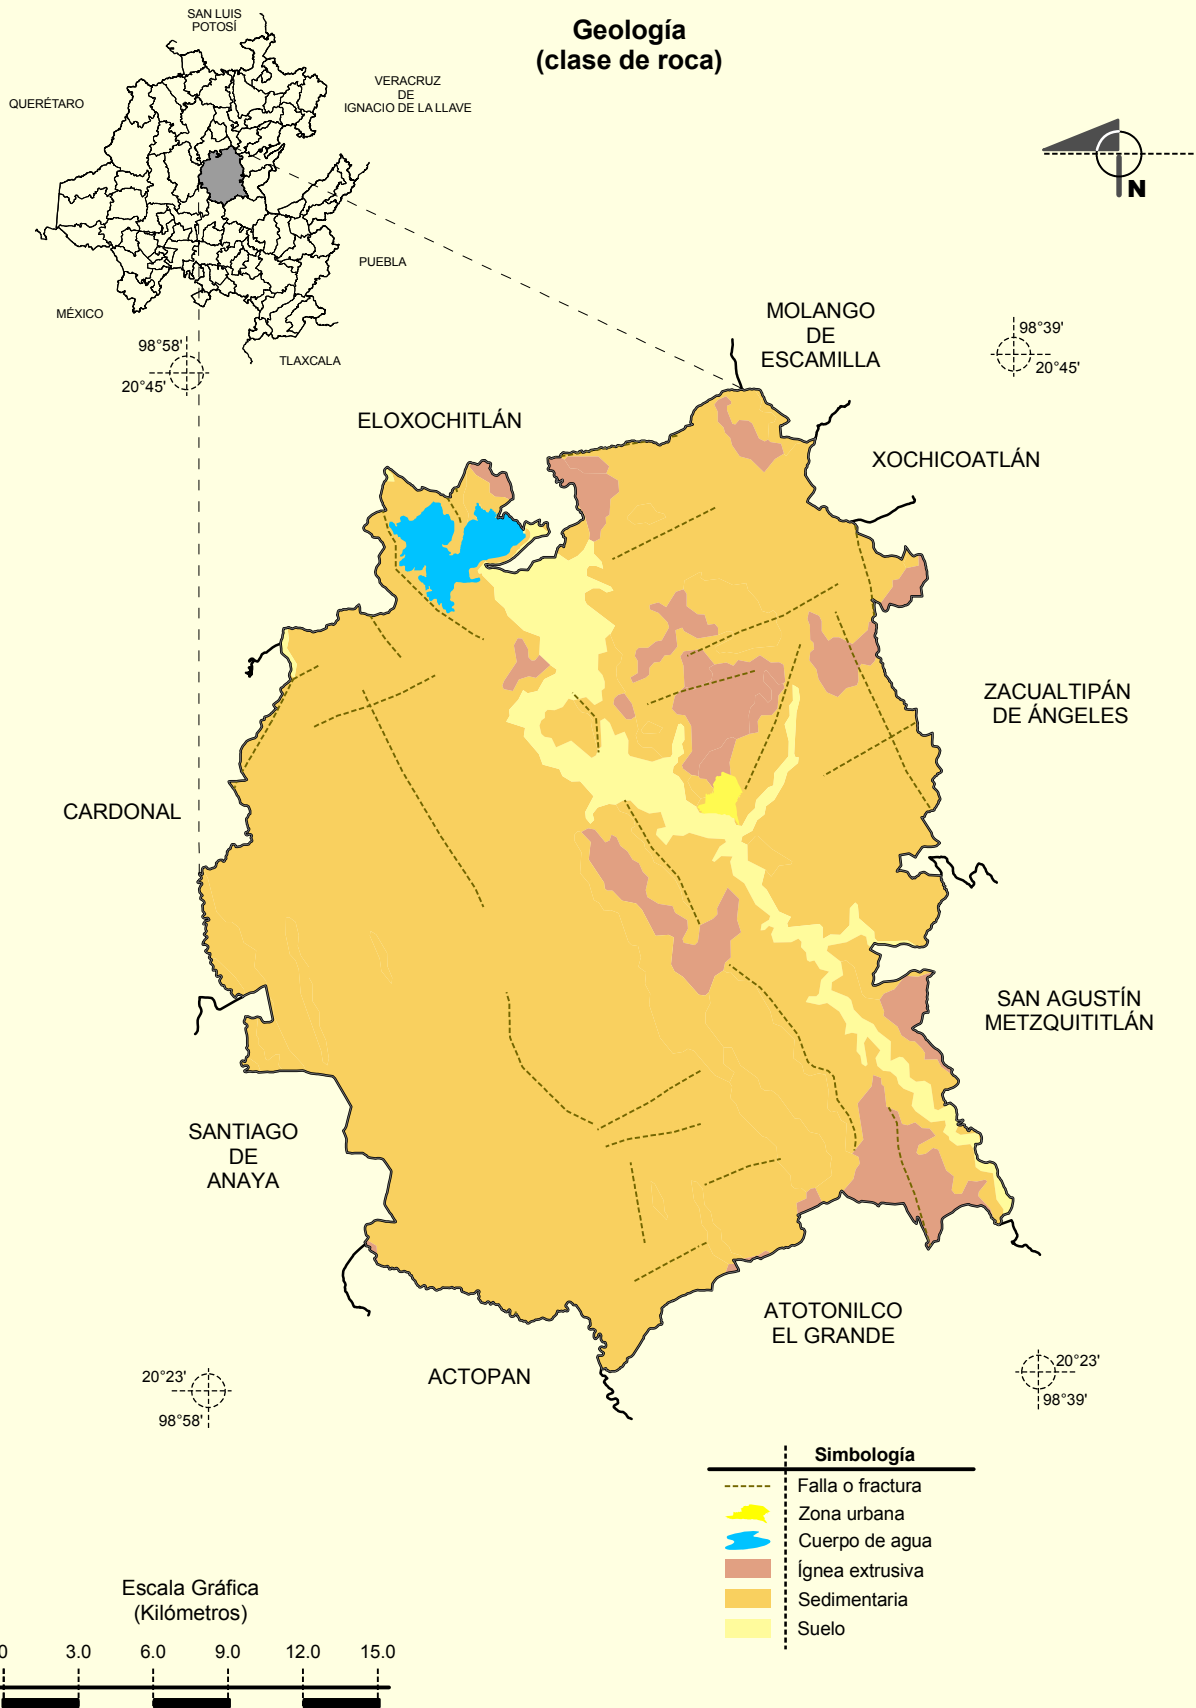 Geología
(clase de roca)
SAN LUIS
POTOSÍ
QUERÉTARO
VERACRUZ
DE
IGNACIO DE LA LLAVE
N
PUEBLA
MÉXICO
TLAXCALA
98°58'
20°45'
MOLANGO
DE
ESCAMILLA
98°39'
20°45'
ELOXOCHITLÁN
XOCHICOATLÁN
ZACUALTIPÁN
DE ÁNGELES
CARDONAL
SAN AGUSTÍN
METZQUITITLÁN
SANTIAGO
DE
ANAYA
ATOTONILCO
EL GRANDE
ACTOPAN
20°23'
98°58'
20°23'
98°39'
Simbología
Falla o fractura
Zona urbana
Cuerpo de agua
Ígnea extrusiva
Sedimentaria
Suelo
Escala Gráfica
(Kilómetros)
0 3.0 6.0 9.0 12.0 15.0